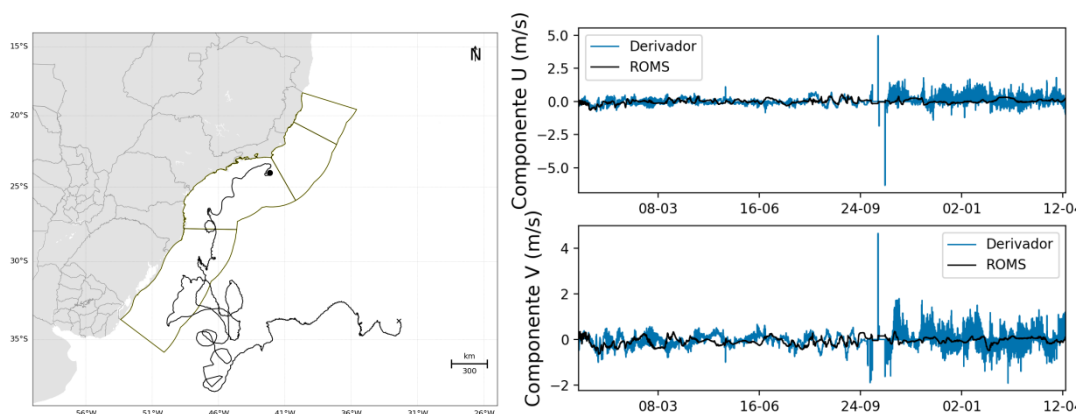 15°S
20°S
25°S
30°S
35°S
56°W 51°W 46°W 41°W 36°W 31°W 26°W
N
km
300
Componente U (m/s)
5.0
2.5
0.0
−2.5
−5.0
Derivador
ROMS
08-03 16-06 24-09 02-01 12-04
Componente V (m/s)
4
2
0
−2
Derivador
ROMS
08-03 16-06 24-09 02-01 12-04